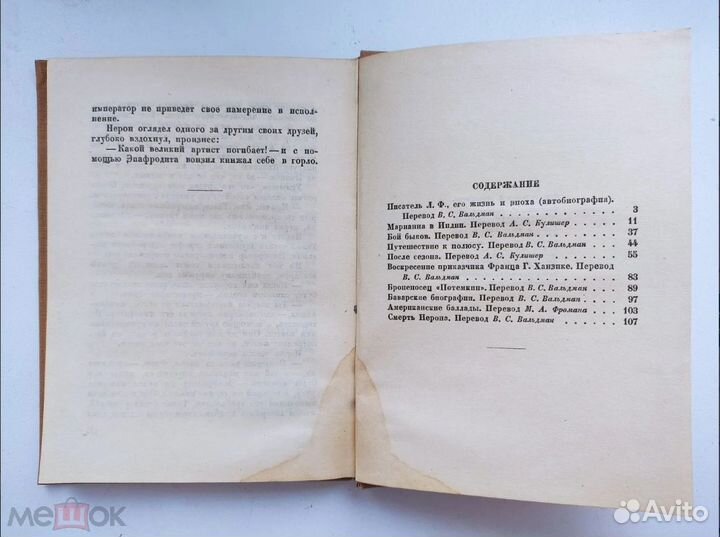 император не приведет свое намерение в испол-
нение.
Нерон оглядел одного за другим своих друзей,
глубоко вздохнул, произнес:
— Какой великий артист погибает! — и с по-
мощью Эпафродита вонзил кинжал себе в горло.
СОДЕРЖАНИЕ
Писатель Л. Ф., его жизнь и эпоха (автобиография).
Перевод В. С. Вальдман . . . . . . . . . . . . . 3
Марианна в Индии. Перевод А. С. Кулишер . . . . 11
Бой быков. Перевод В. С. Вальдман . . . . . . . . 37
Путешествие к полюсу. Перевод В. С. Вальдман . . . 44
После сезона. Перевод А. С. Кулишер . . . . . . . 55
Воскресение приказчика Франца Г. Ханзике. Перевод
В. С. Вальдман . . . . . . . . . . . . . . . . 83
Броненосец «Потемкин». Перевод В. С. Вальдман . . 89
Баварские биографии. Перевод В. С. Вальдман . . . . 97
Американские баллады. Перевод М. А. Фромана . . . 103
Смерть Нерона. Перевод В. С. Вальдман . . . . . . 107
мешок
Avito